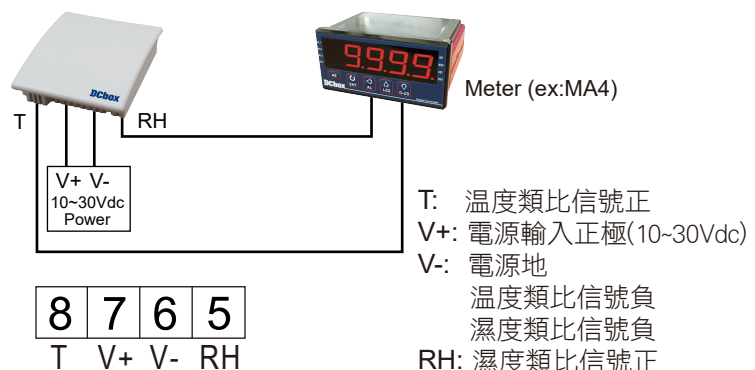 DCbox
9.9.9.9.
DCbox
Meter (ex:MA4)
T
RH
V+ V-
10~30Vdc
Power
T: 温度類比信號正
V+: 電源輸入正極(10~30Vdc)
V-: 電源地
温度類比信號負
濕度類比信號負
RH: 濕度類比信號正
8 7 6 5
T V+ V- RH